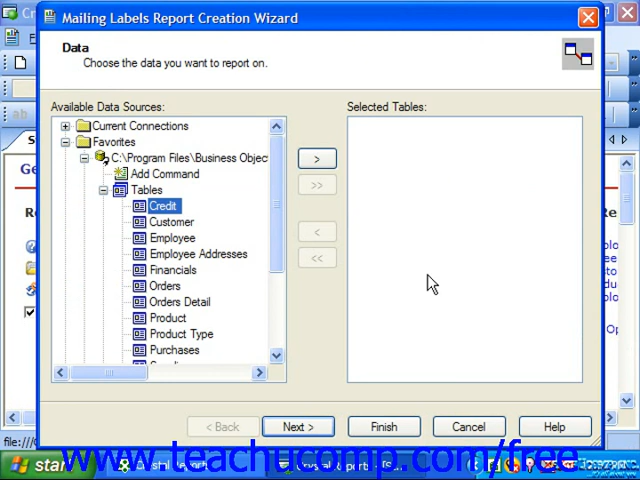 Mailing Labels Report Creation Wizard
Data
Choose the data you want to report on.
Available Data Sources:
Selected Tables:
Current Connections
Favorites
C:\Program Files\Business Objec
Add Command
Tables
Credit
Customer
Employee
Employee Addresses
Financials
Orders
Orders Detail
Product
Product Type
Purchases
>
>>
<
<<
< Back
Next >
Finish
Cancel
Help
file:///
start
www.teachucomp.com/free